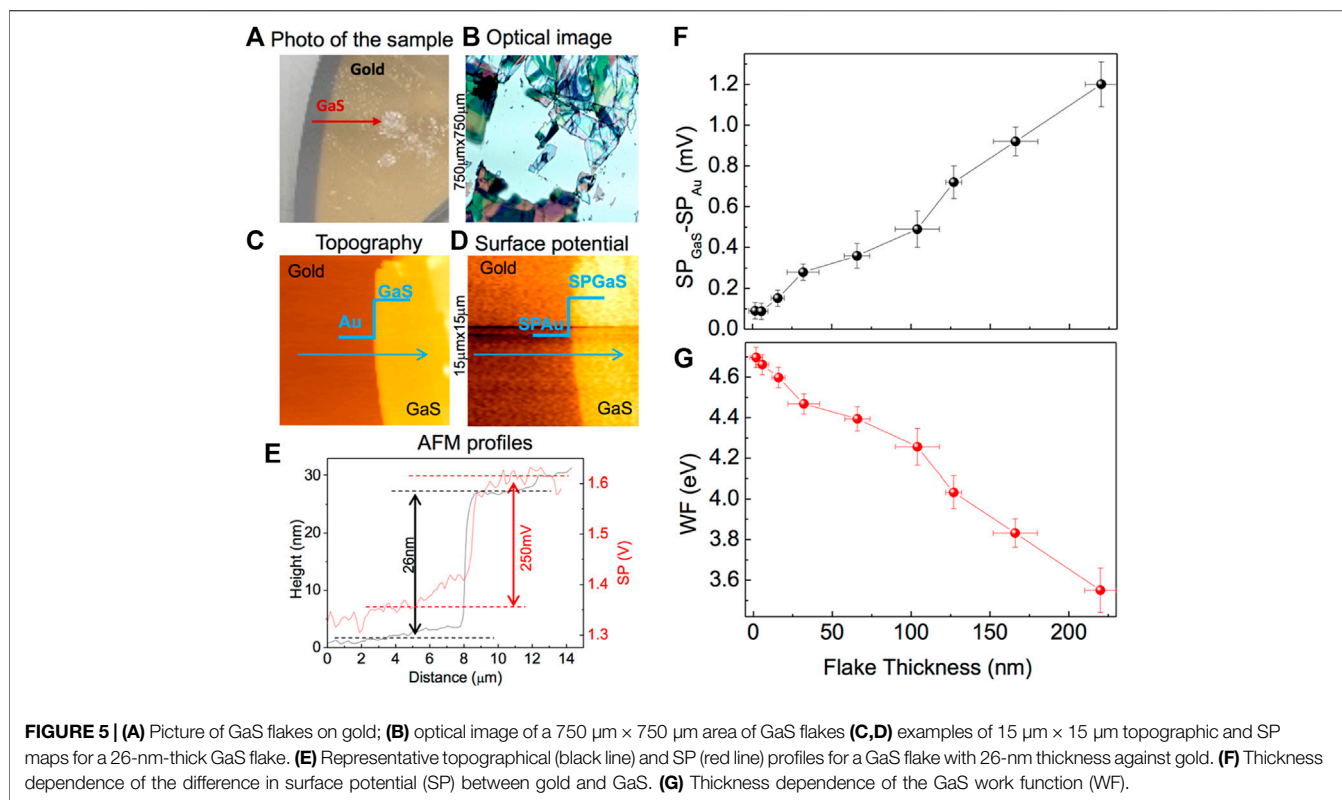 A Photo of the sample
Gold
GaS
B Optical image
750μmx750μm
C Topography
Gold
GaS
Au
GaS
D Surface potential
Gold
SPGaS
SPAu
15μmx15μm
GaS
E AFM profiles
30
20
10
0
Height (nm)
26nm
250mV
1.6
1.5
1.4
1.3
SP (V)
0 2 4 6 8 10 12 14
Distance (μm)
F
1.2
1.0
0.8
0.6
0.4
0.2
0.0
SPGaS-SPAu (mV)
G
4.6
4.4
4.2
4.0
3.8
3.6
WF (eV)
0 50 100 150 200
Flake Thickness (nm)
FIGURE 5 | (A) Picture of GaS flakes on gold; (B) optical image of a 750 μm × 750 μm area of GaS flakes (C,D) examples of 15 μm × 15 μm topographic and SP
maps for a 26-nm-thick GaS flake. (E) Representative topographical (black line) and SP (red line) profiles for a GaS flake with 26-nm thickness against gold. (F) Thickness
dependence of the difference in surface potential (SP) between gold and GaS. (G) Thickness dependence of the GaS work function (WF).